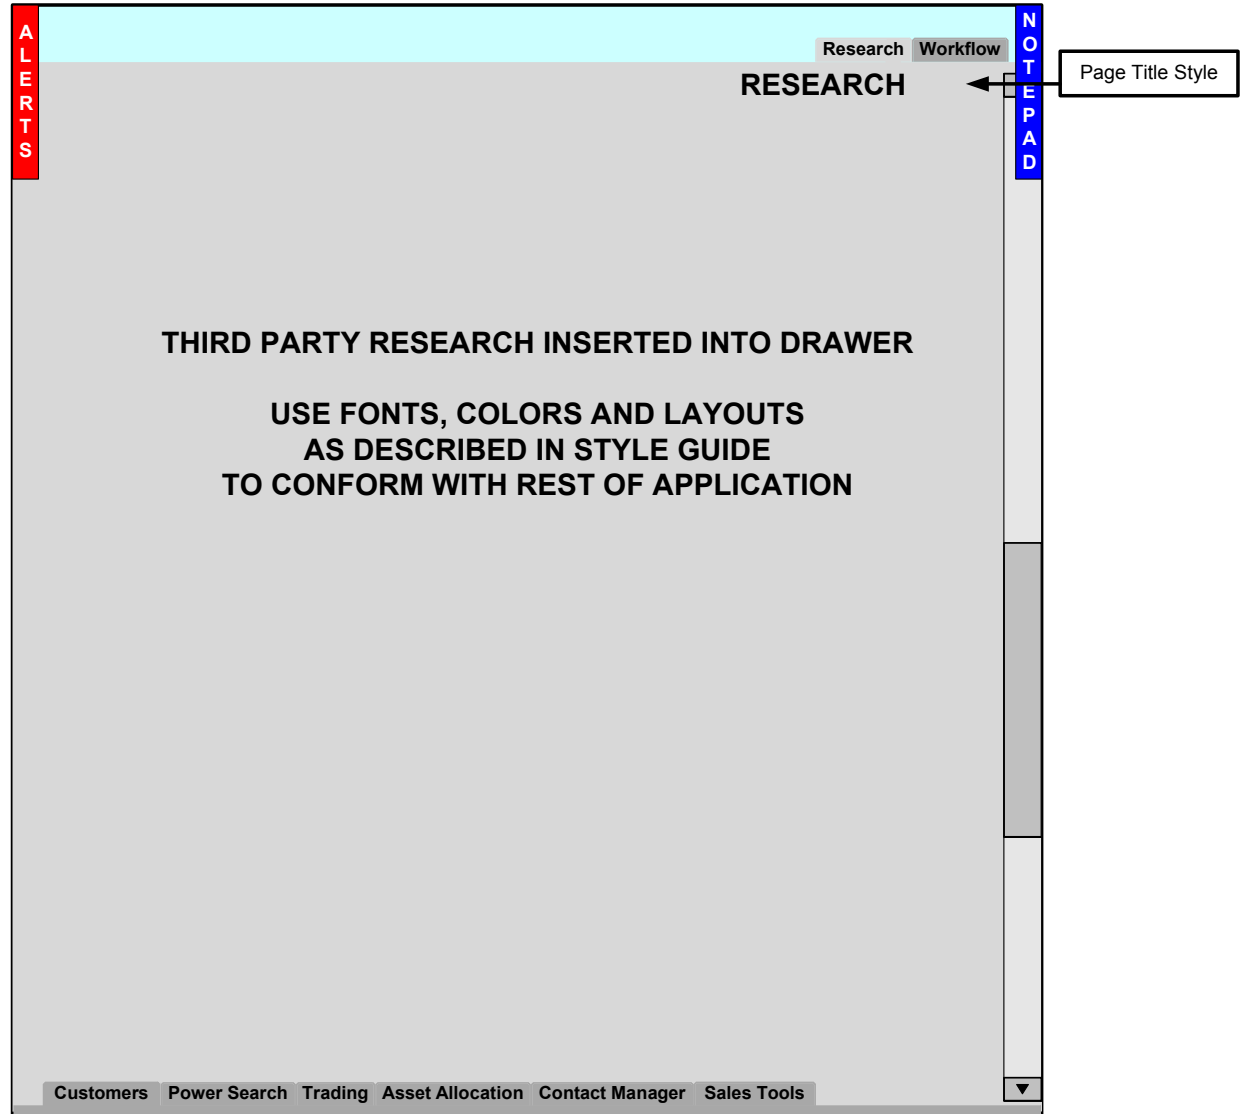 ALERTS
NOTEPAD
Research Workflow
RESEARCH
Page Title Style
THIRD PARTY RESEARCH INSERTED INTO DRAWER
USE FONTS, COLORS AND LAYOUTS
AS DESCRIBED IN STYLE GUIDE
TO CONFORM WITH REST OF APPLICATION
Customers Power Search Trading Asset Allocation Contact Manager Sales Tools